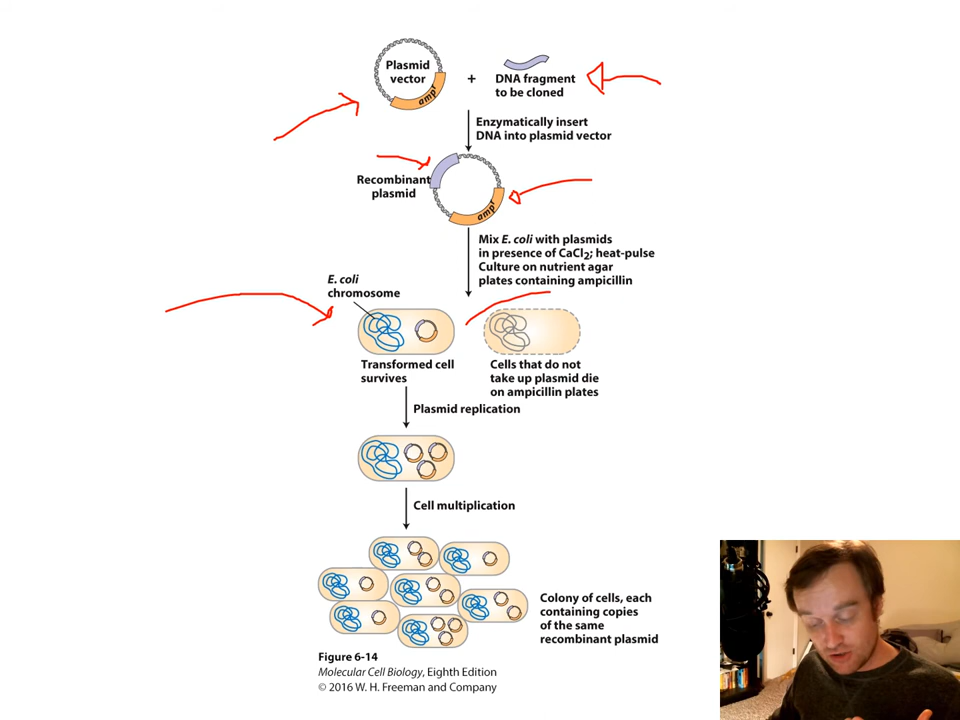 Plasmid
vector
amp^r
+
DNA fragment
to be cloned
Enzymatically insert
DNA into plasmid vector
Recombinant
plasmid
amp^r
Mix E. coli with plasmids
in presence of CaCl₂; heat-pulse
Culture on nutrient agar
plates containing ampicillin
E. coli
chromosome
Transformed cell
survives
Cells that do not
take up plasmid die
on ampicillin plates
Plasmid replication
Cell multiplication
Colony of cells, each
containing copies
of the same
recombinant plasmid
Figure 6-14
Molecular Cell Biology, Eighth Edition
© 2016 W. H. Freeman and Company